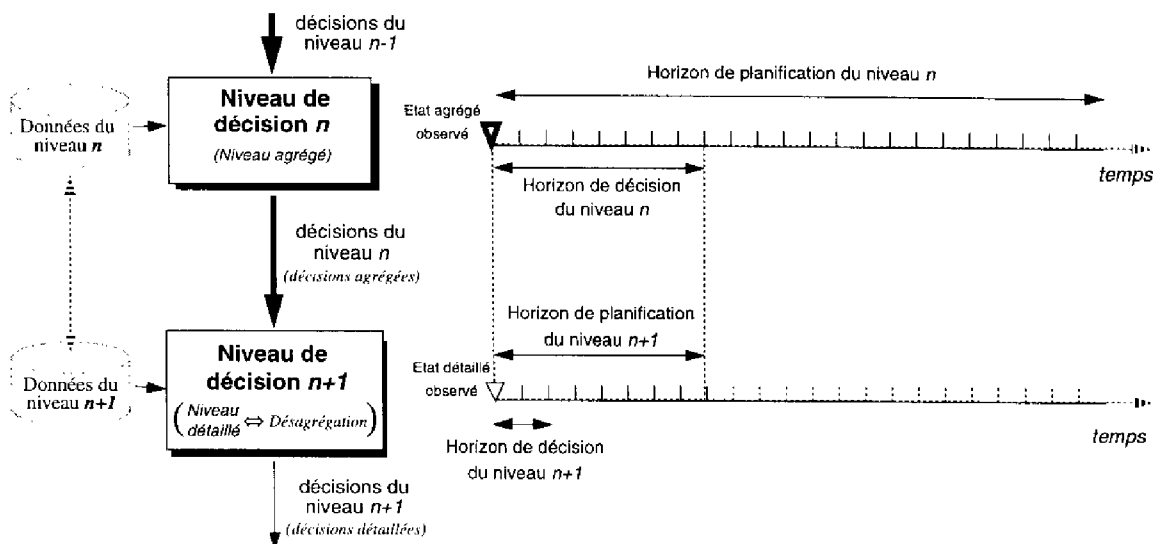 décisions du
niveau n-1
Niveau de
décision n
(Niveau agrégé)
Données du
niveau n
décisions du
niveau n
(décisions agrégées)
Niveau de
décision n+1
(Niveau détaillé ⇔ Désagrégation)
Données du
niveau n+1
décisions du
niveau n+1
(décisions détaillées)
Horizon de planification du niveau n
Etat agrégé
observé
temps
Horizon de décision
du niveau n
Horizon de planification
du niveau n+1
Etat détaillé
observé
temps
Horizon de décision
du niveau n+1